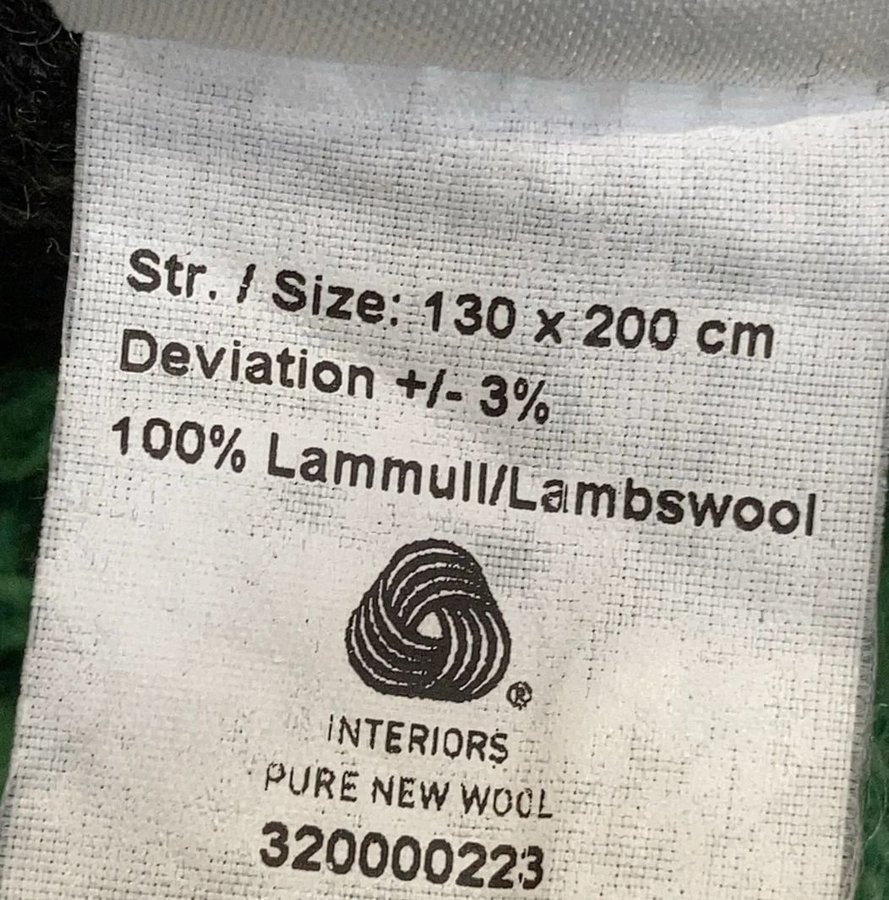 Str. / Size: 130 x 200 cm
Deviation +/- 3%
100% Lammull/Lambswool
®
INTERIORS
PURE NEW WOOL
320000223